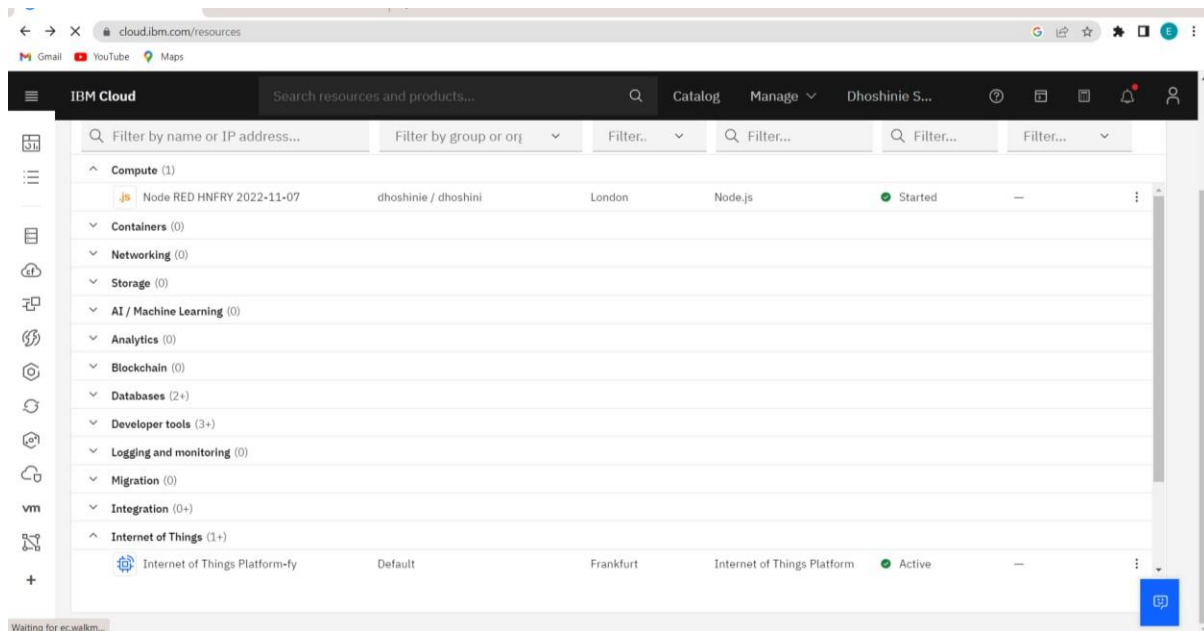 cloud.ibm.com/resources
G
E
Gmail YouTube Maps
IBM Cloud Search resources and products... Catalog Manage Dhoshinie S...
Filter by name or IP address... Filter by group or org Filter.. Filter... Filter... Filter...
Compute (1)
JS Node RED HNFRY 2022-11-07 dhoshinie / dhoshini London Node.js Started —
Containers (0)
Networking (0)
Storage (0)
AI / Machine Learning (0)
Analytics (0)
Blockchain (0)
Databases (2+)
Developer tools (3+)
Logging and monitoring (0)
Migration (0)
Integration (0+)
Internet of Things (1+)
Internet of Things Platform-fy Default Frankfurt Internet of Things Platform Active —
cf
vm
Waiting for ec.walkm...